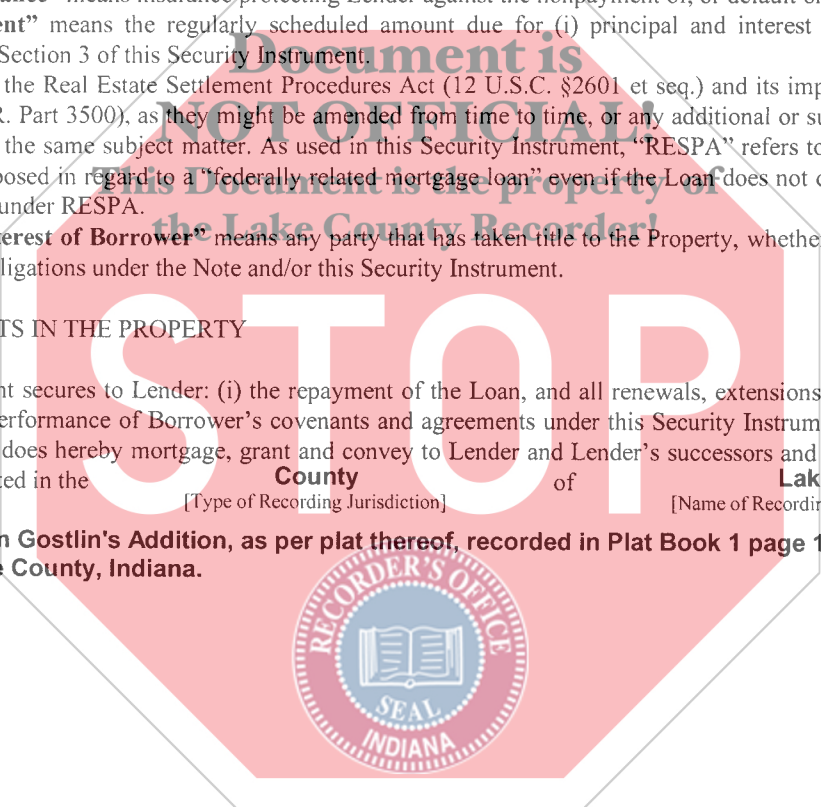 ent” means the regularly scheduled amount due for (i) principal and interest
Section 3 of this Security Instrument.
the Real Estate Settlement Procedures Act (12 U.S.C. §2601 et seq.) and its imp
R. Part 3500), as they might be amended from time to time, or any additional or su
the same subject matter. As used in this Security Instrument, “RESPA” refers to
posed in regard to a “federally related mortgage loan” even if the Loan does not
under RESPA.
terest of Borrower” means any party that has taken title to the Property, whethe
ligations under the Note and/or this Security Instrument.
TS IN THE PROPERTY
nt secures to Lender: (i) the repayment of the Loan, and all renewals, extensions
erformance of Borrower’s covenants and agreements under this Security Instrum
does hereby mortgage, grant and convey to Lender and Lender’s successors and
ted in the County of Lak
[Type of Recording Jurisdiction] [Name of Recordin
n Gostlin's Addition, as per plat thereof, recorded in Plat Book 1 page 1
e County, Indiana.
Document is
NOT OFFICIAL!
This Document is the property of
the Lake County Recorder!
STOP
RECORDER'S OFFICE
SEAL
INDIANA